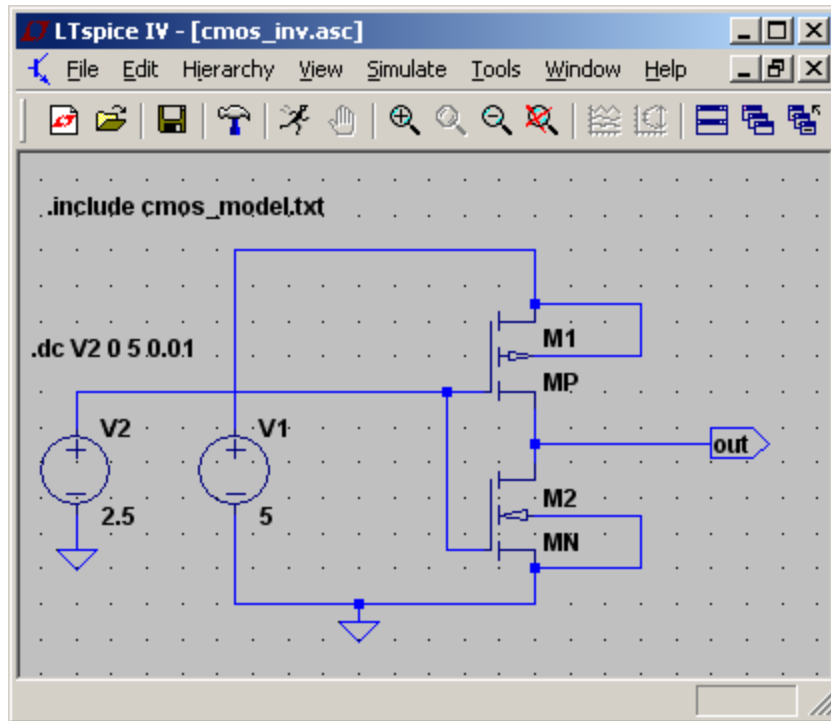 LTspice IV - [cmos_inv.asc]
File Edit Hierarchy View Simulate Tools Window Help
.include cmos_model.txt
.dc V2 0 5 0.01
M1
MP
V2
V1
2.5
5
out
M2
MN